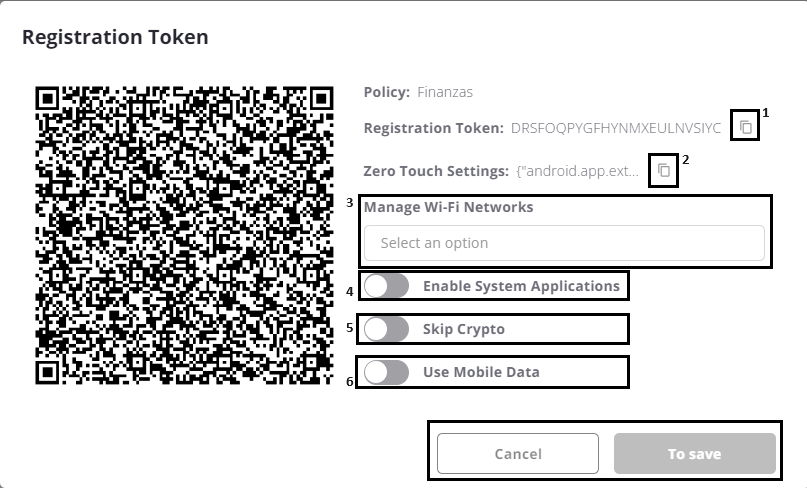 Registration Token
Policy: Finanzas
Registration Token: DRSFOQPYGFHYNMXEULNVSIYC
1
Zero Touch Settings: {"android.app.ext...
2
3
Manage Wi-Fi Networks
Select an option
4
Enable System Applications
5
Skip Crypto
6
Use Mobile Data
Cancel
To save